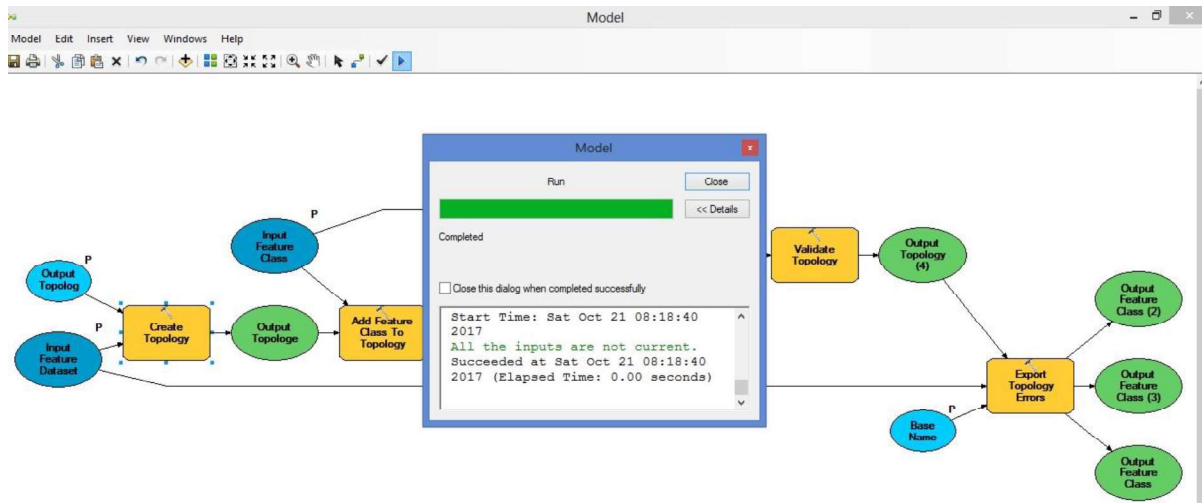 Model
Model Edit Insert View Windows Help
Model
Run
Close
<< Details
Completed
Close this dialog when completed successfully
Start Time: Sat Oct 21 08:18:40
2017
All the inputs are not current.
Succeeded at Sat Oct 21 08:18:40
2017 (Elapsed Time: 0.00 seconds)
P
Output
Topolog
P
Input
Feature
Dataset
Create
Topology
Output
Topologe
P
Input
Feature
Class
Add Feature
Class To
Topology
Validate
Topology
Output
Topology
(4)
P
Base
Name
Export
Topology
Errors
Output
Feature
Class (2)
Output
Feature
Class (3)
Output
Feature
Class